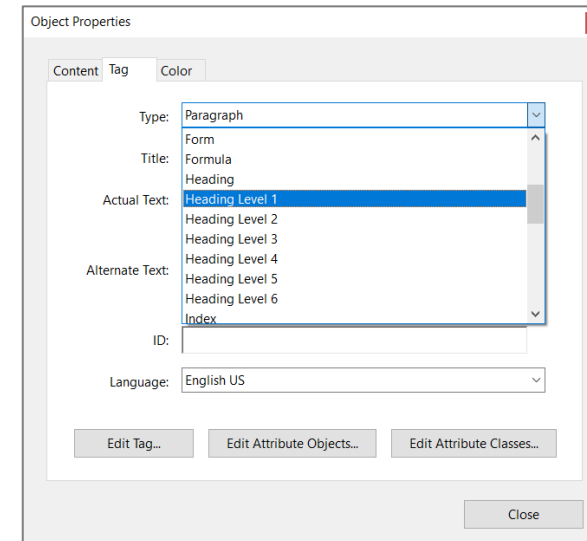 Object Properties
Content Tag Color
Type: Paragraph
Form
Title: Formula
Heading
Actual Text: Heading Level 1
Heading Level 2
Heading Level 3
Heading Level 4
Alternate Text: Heading Level 5
Heading Level 6
Index
ID:
Language: English US
Edit Tag... Edit Attribute Objects... Edit Attribute Classes...
Close